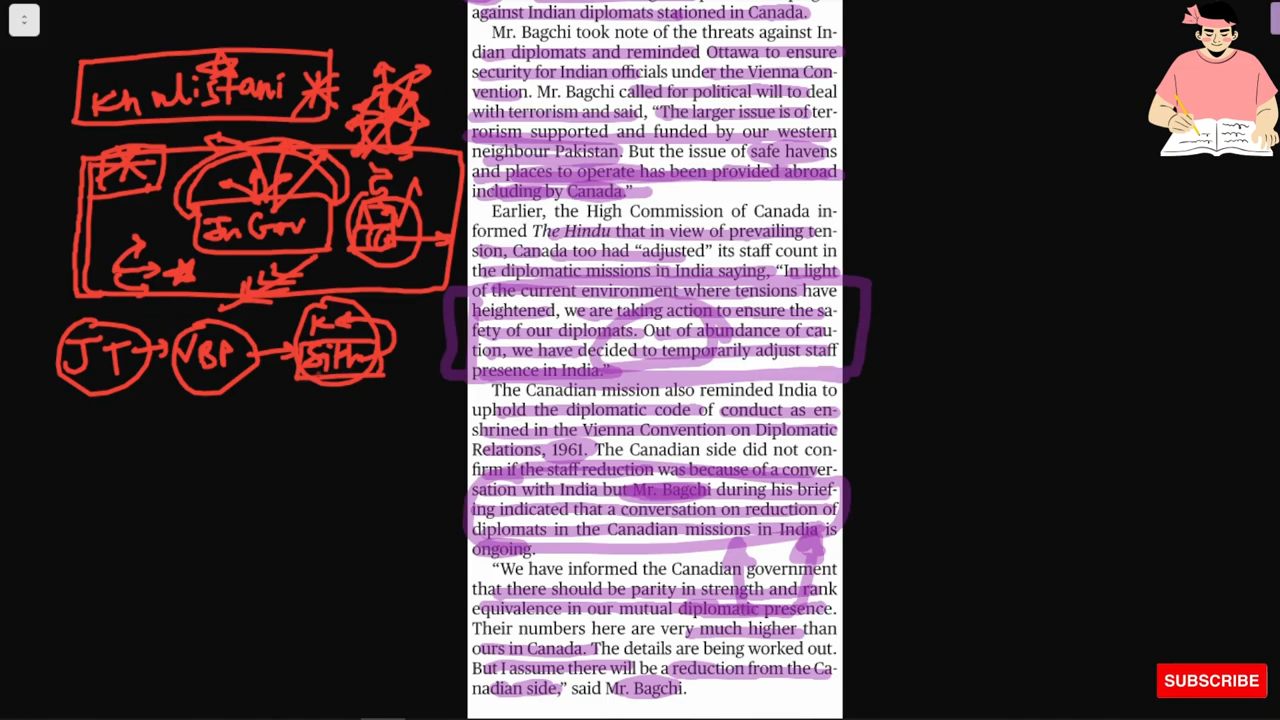 against Indian diplomats stationed in Canada.
Mr. Bagchi took note of the threats against In-
dian diplomats and reminded Ottawa to ensure
security for Indian officials under the Vienna Con-
vention. Mr. Bagchi called for political will to deal
with terrorism and said, “The larger issue is of ter-
rorism supported and funded by our western
neighbour Pakistan. But the issue of safe havens
and places to operate has been provided abroad
including by Canada.”
Earlier, the High Commission of Canada in-
formed The Hindu that in view of prevailing ten-
sion, Canada too had “adjusted” its staff count in
the diplomatic missions in India saying, “In light
of the current environment where tensions have
heightened, we are taking action to ensure the sa-
fety of our diplomats. Out of abundance of cau-
tion, we have decided to temporarily adjust staff
presence in India.”
The Canadian mission also reminded India to
uphold the diplomatic code of conduct as en-
shrined in the Vienna Convention on Diplomatic
Relations, 1961. The Canadian side did not con-
firm if the staff reduction was because of a conver-
sation with India but Mr. Bagchi during his brief-
ing indicated that a conversation on reduction of
diplomats in the Canadian missions in India is
ongoing.
“We have informed the Canadian government
that there should be parity in strength and rank
equivalence in our mutual diplomatic presence.
Their numbers here are very much higher than
ours in Canada. The details are being worked out.
But I assume there will be a reduction from the Ca-
nadian side,” said Mr. Bagchi.
Khalistani
In Gov
JT
VBP
K
SUBSCRIBE